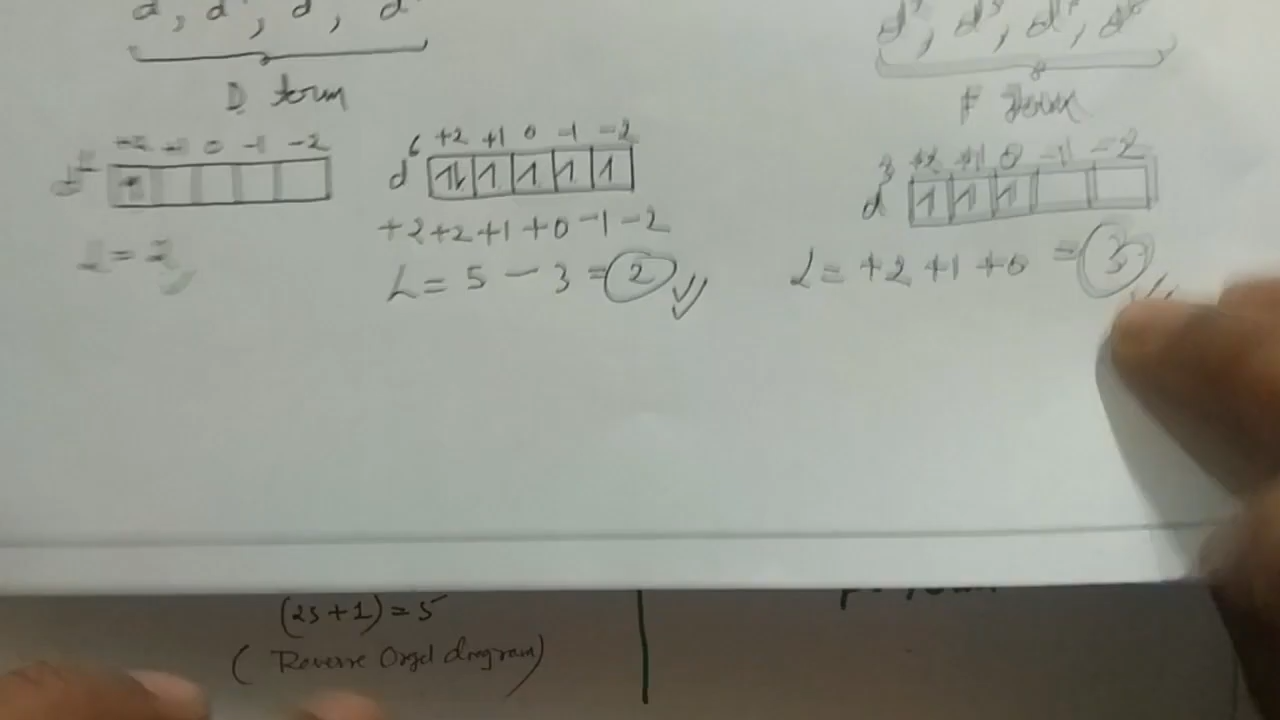 D term
+2 +1 0 -1 -2
d⁶ 1↓ 1 1 1 1
+2+2+1+0-1-2
L = 2
L = 5 - 3 = 2
F Term
+2 +1 0 -1 -2
d³ 1 1 1
L = +2 +1 +0 = 3
(2S+1) = 5
(Reverse Orgel diagram)